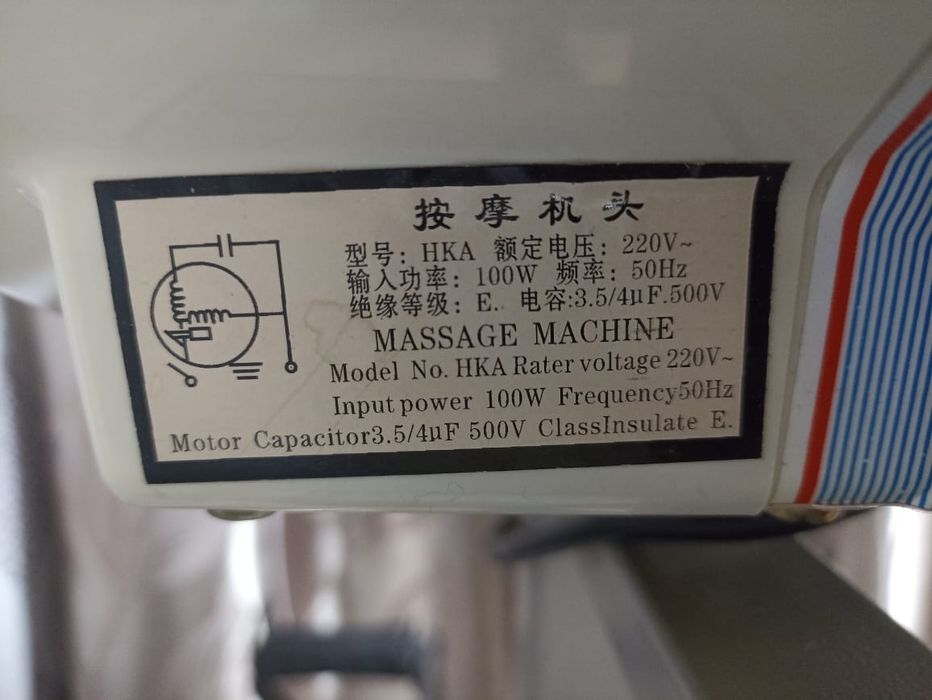 按摩机头
型号: HKA 额定电压: 220V~
输入功率: 100W 频率: 50Hz
绝缘等级: E. 电容:3.5/4μF.500V
MASSAGE MACHINE
Model No. HKA Rater voltage 220V~
Input power 100W Frequency50Hz
Motor Capacitor3.5/4μF 500V ClassInsulate E.